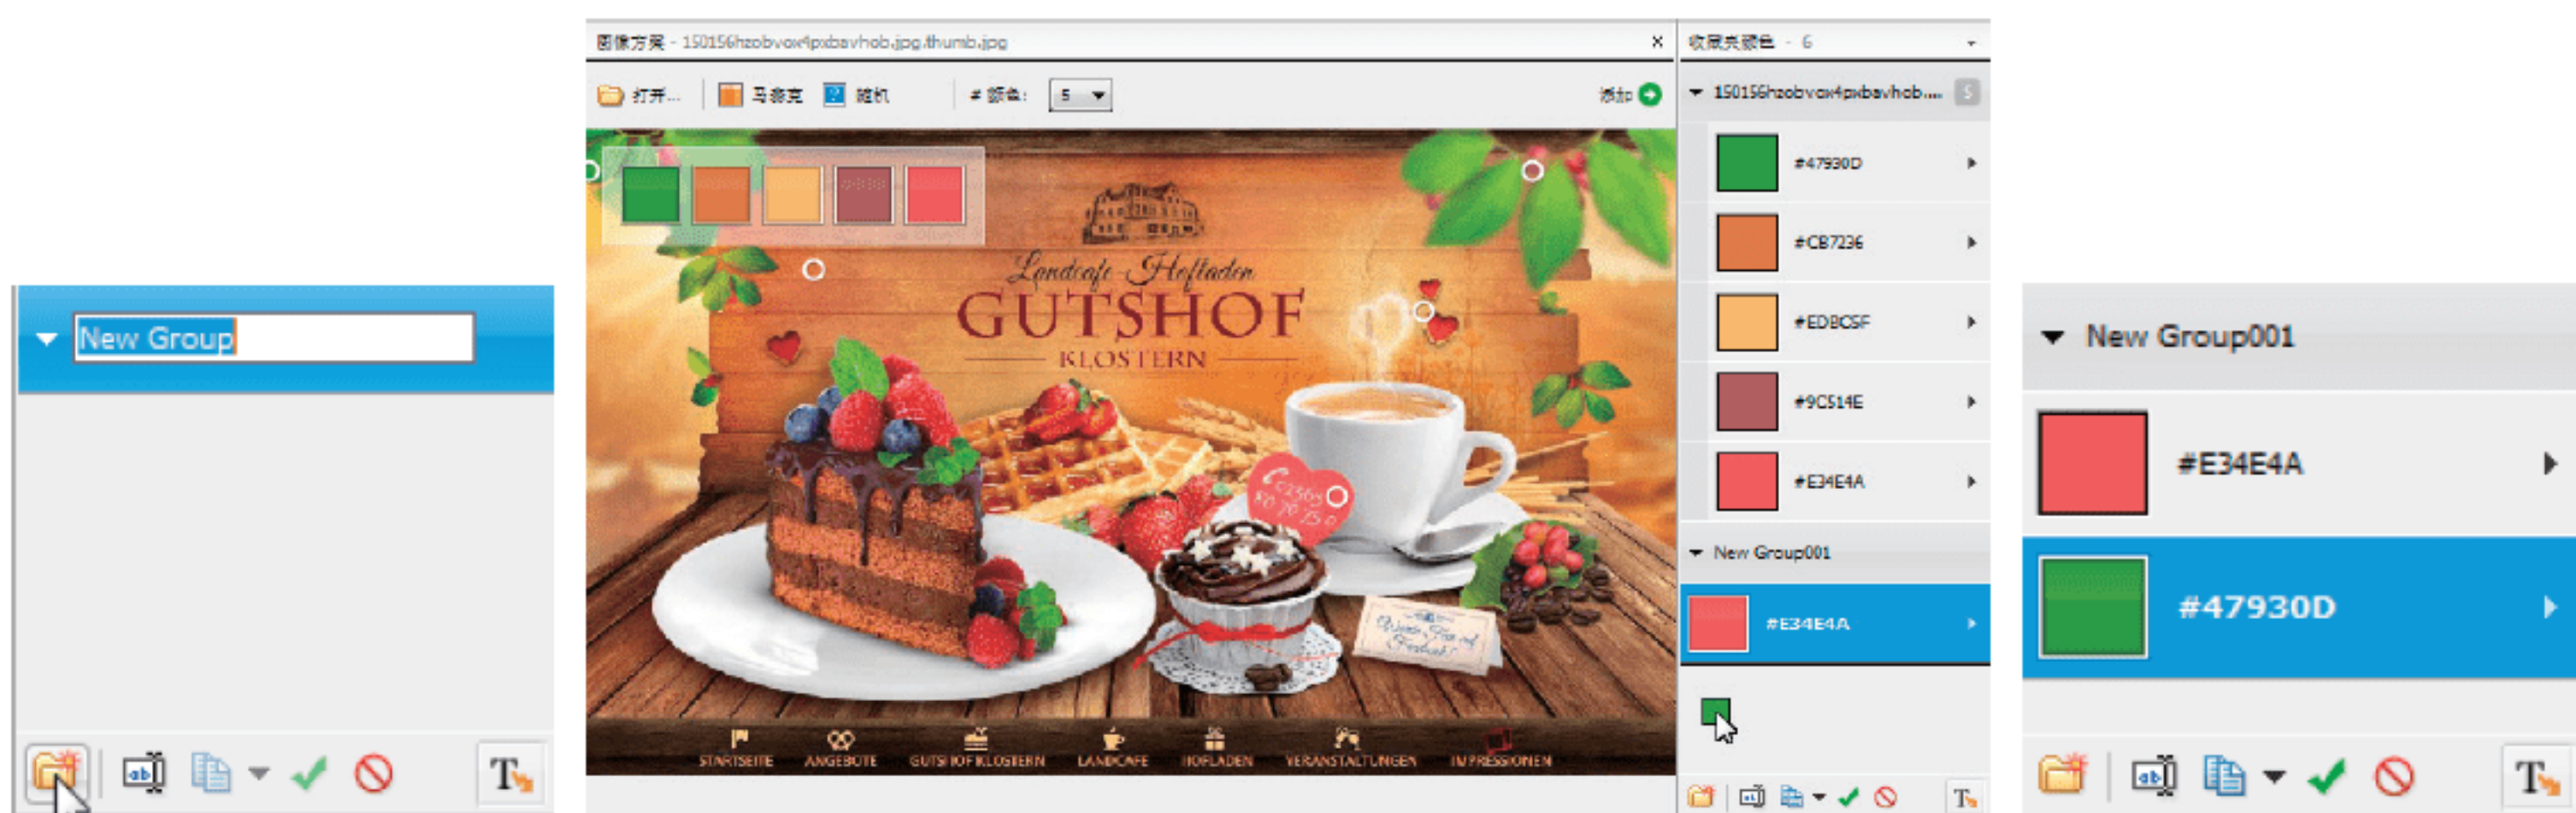 New Group
图像方案 - 150156hzobvox4pxbavhob.jpg.thumb.jpg
打开... 马赛克 随机 # 颜色: 5 添加
Landcafe Hofladen
GUTSHOF
KLOSTERN
STARTSEITE ANGEBOTE GUTSHOF KLOSTERN LANDCAFE HOFLADEN VERANSTALTUNGEN IMPRESSIONEN
收藏夹颜色 - 6
150156hzobvox4pxbavhob.... 5
#47930D
#CB7236
#EDBC5F
#9C514E
#E34E4A
New Group001
#E34E4A
New Group001
#E34E4A
#47930D